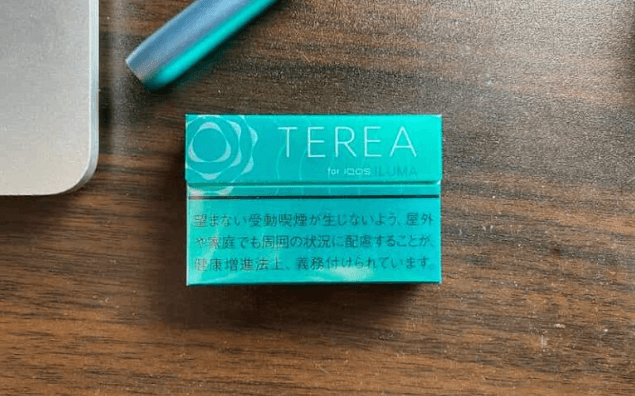 TEREA
for IQOS ILUMA
望まない受動喫煙が生じないよう、屋外
や家庭でも周囲の状況に配慮することが、
健康増進法上、義務付けられています。